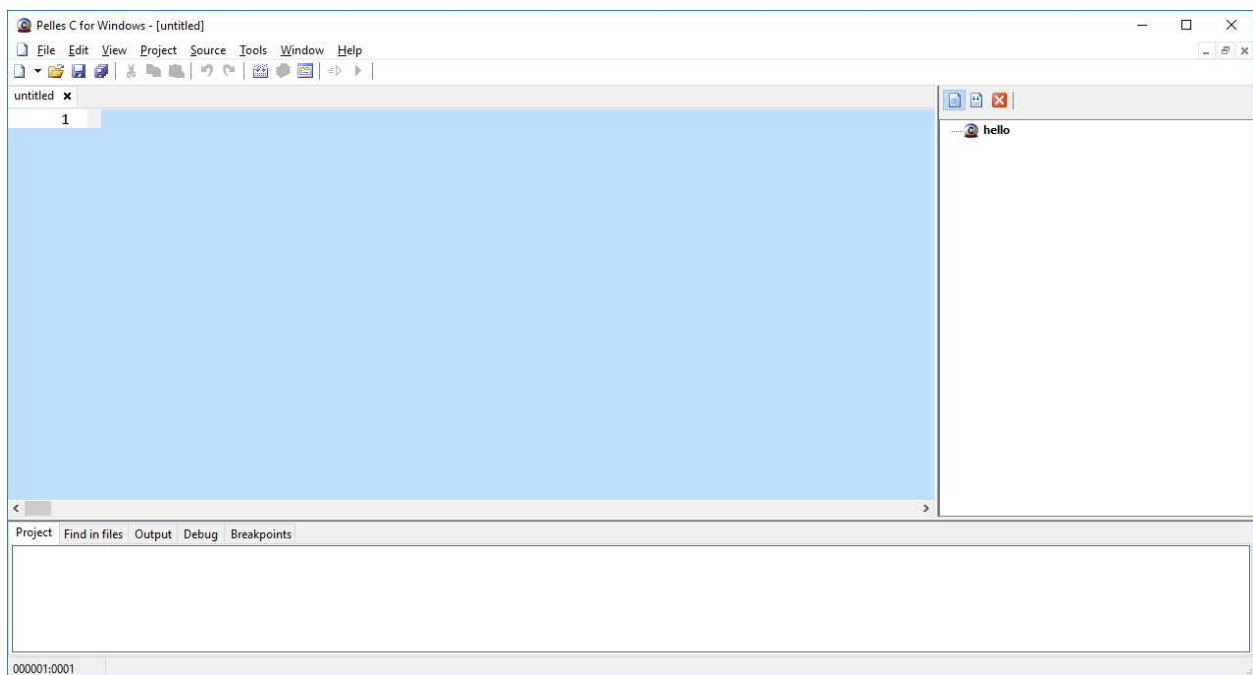 Pelles C for Windows - [untitled]
File Edit View Project Source Tools Window Help
untitled
1
hello
Project Find in files Output Debug Breakpoints
000001:0001